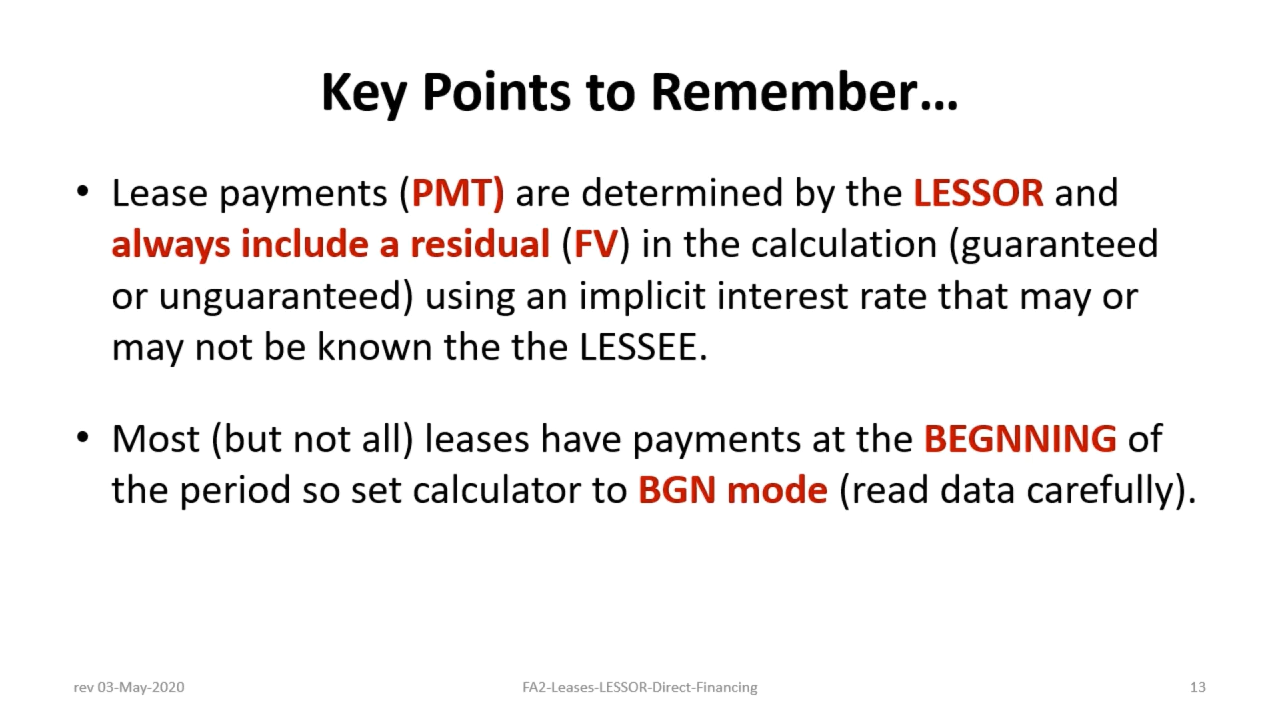 Key Points to Remember…
• Lease payments (PMT) are determined by the LESSOR and
always include a residual (FV) in the calculation (guaranteed
or unguaranteed) using an implicit interest rate that may or
may not be known the the LESSEE.
• Most (but not all) leases have payments at the BEGNNING of
the period so set calculator to BGN mode (read data carefully).
rev 03-May-2020
FA2-Leases-LESSOR-Direct-Financing
13